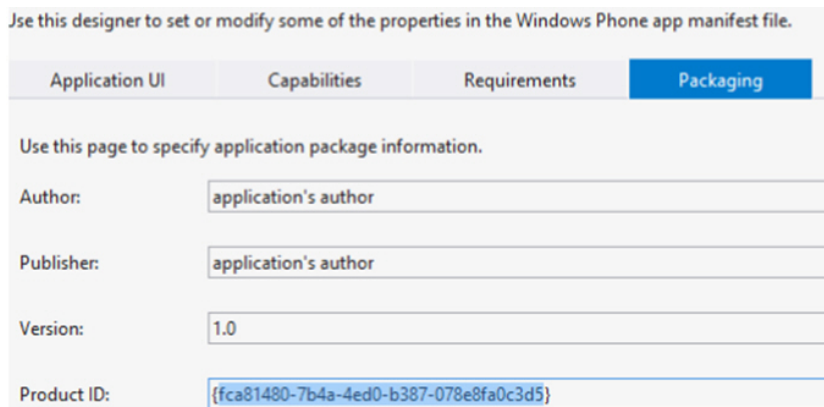 Use this designer to set or modify some of the properties in the Windows Phone app manifest file.
Application UI Capabilities Requirements Packaging
Use this page to specify application package information.
Author: application's author
Publisher: application's author
Version: 1.0
Product ID: {fca81480-7b4a-4ed0-b387-078e8fa0c3d5}